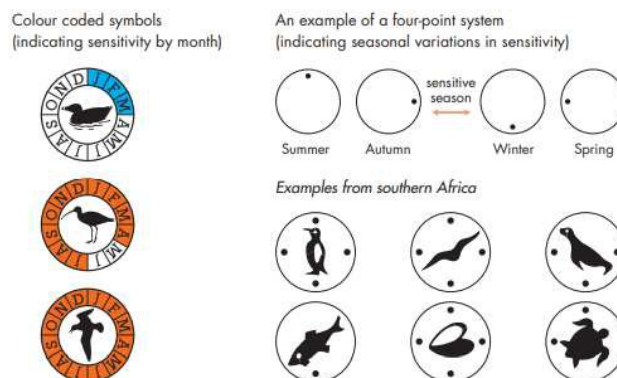 Colour coded symbols
(indicating sensitivity by month)
J F M A M J J A S O N D
J F M A M J J A S O N D
J F M A M J J A S O N D
An example of a four-point system
(indicating seasonal variations in sensitivity)
sensitive
season
Summer Autumn Winter Spring
Examples from southern Africa